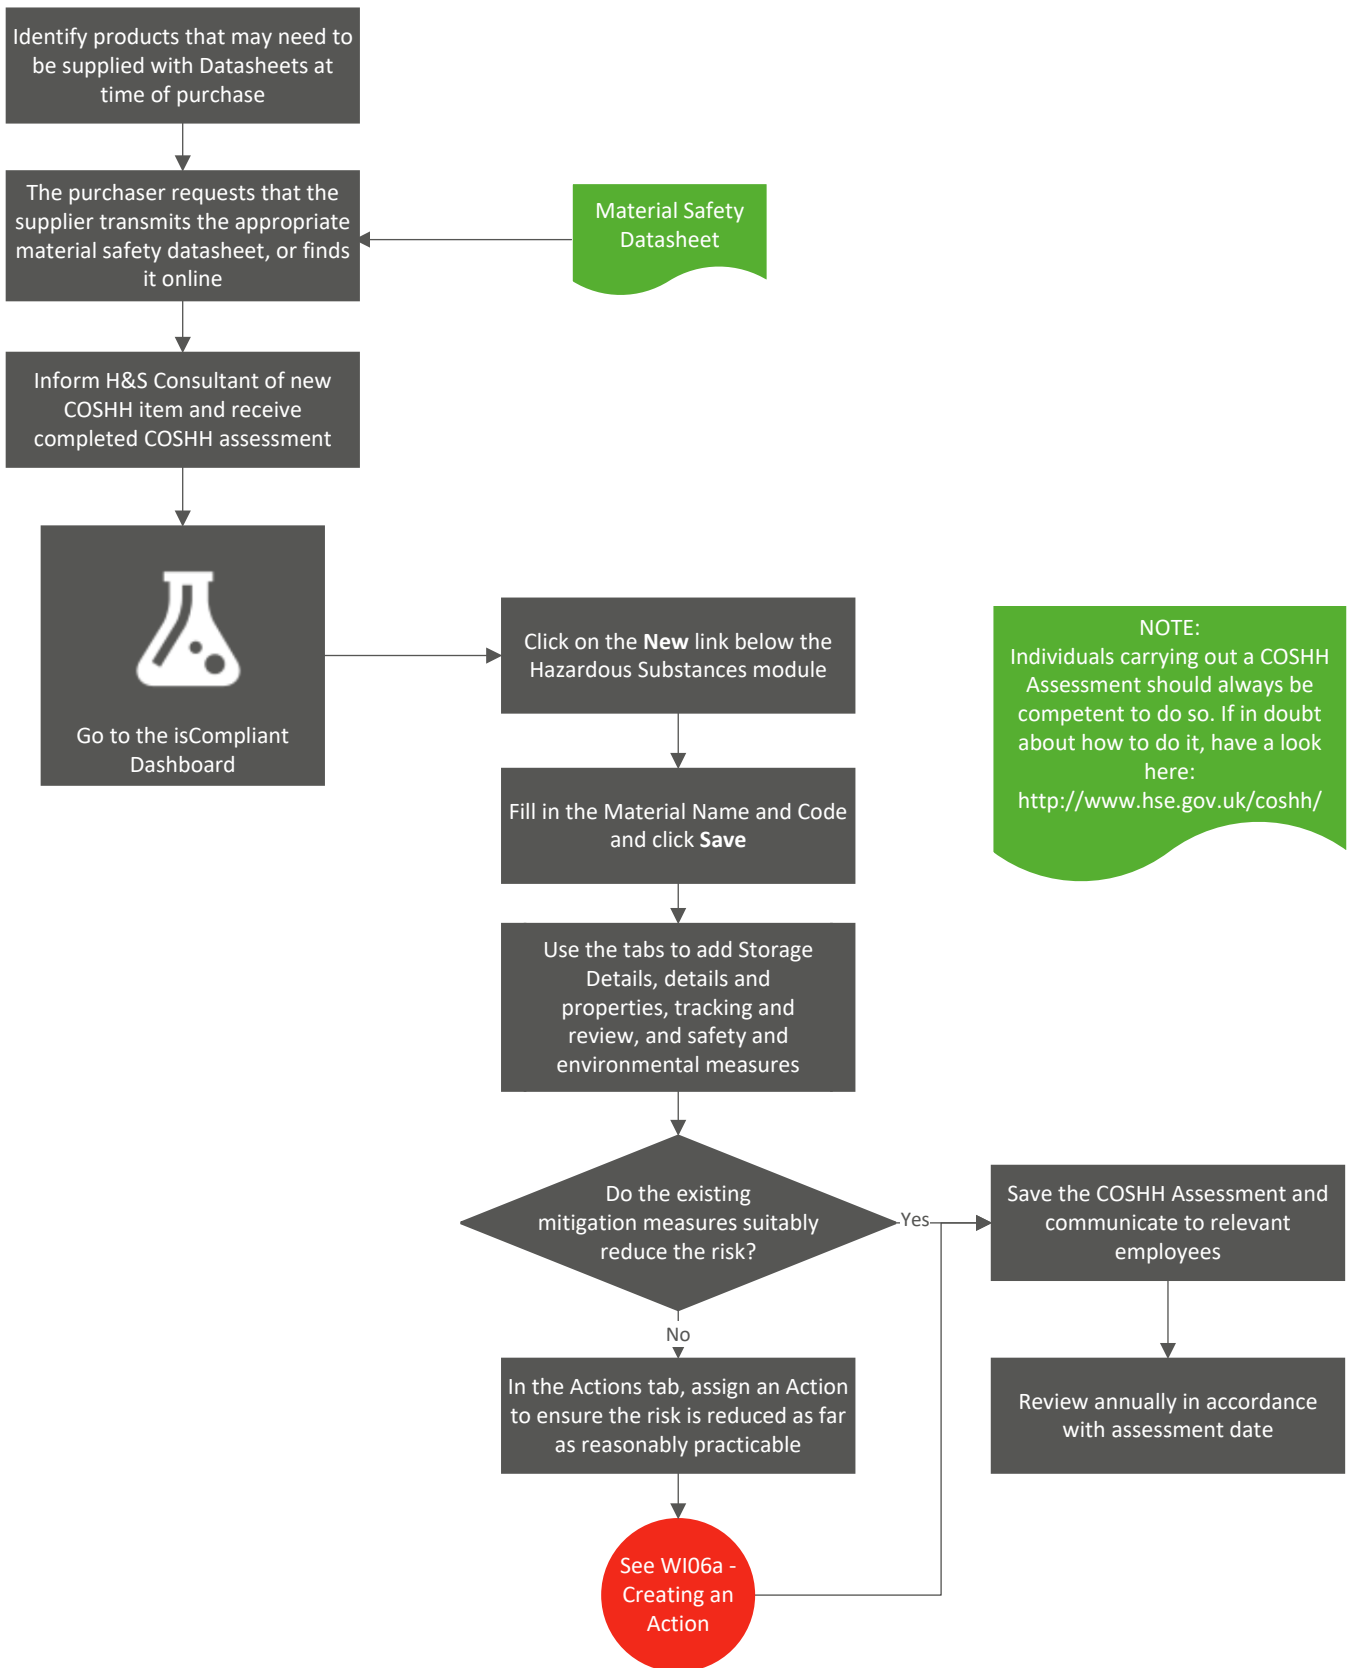 Identify products that may need to
be supplied with Datasheets at
time of purchase
The purchaser requests that the
supplier transmits the appropriate
material safety datasheet, or finds
it online
Material Safety
Datasheet
Inform H&S Consultant of new
COSHH item and receive
completed COSHH assessment
Go to the isCompliant
Dashboard
Click on the New link below the
Hazardous Substances module
NOTE:
Individuals carrying out a COSHH
Assessment should always be
competent to do so. If in doubt
about how to do it, have a look
here:
http://www.hse.gov.uk/coshh/
Fill in the Material Name and Code
and click Save
Use the tabs to add Storage
Details, details and
properties, tracking and
review, and safety and
environmental measures
Do the existing
mitigation measures suitably
reduce the risk?
Yes
Save the COSHH Assessment and
communicate to relevant
employees
No
In the Actions tab, assign an Action
to ensure the risk is reduced as far
as reasonably practicable
Review annually in accordance
with assessment date
See WI06a -
Creating an
Action